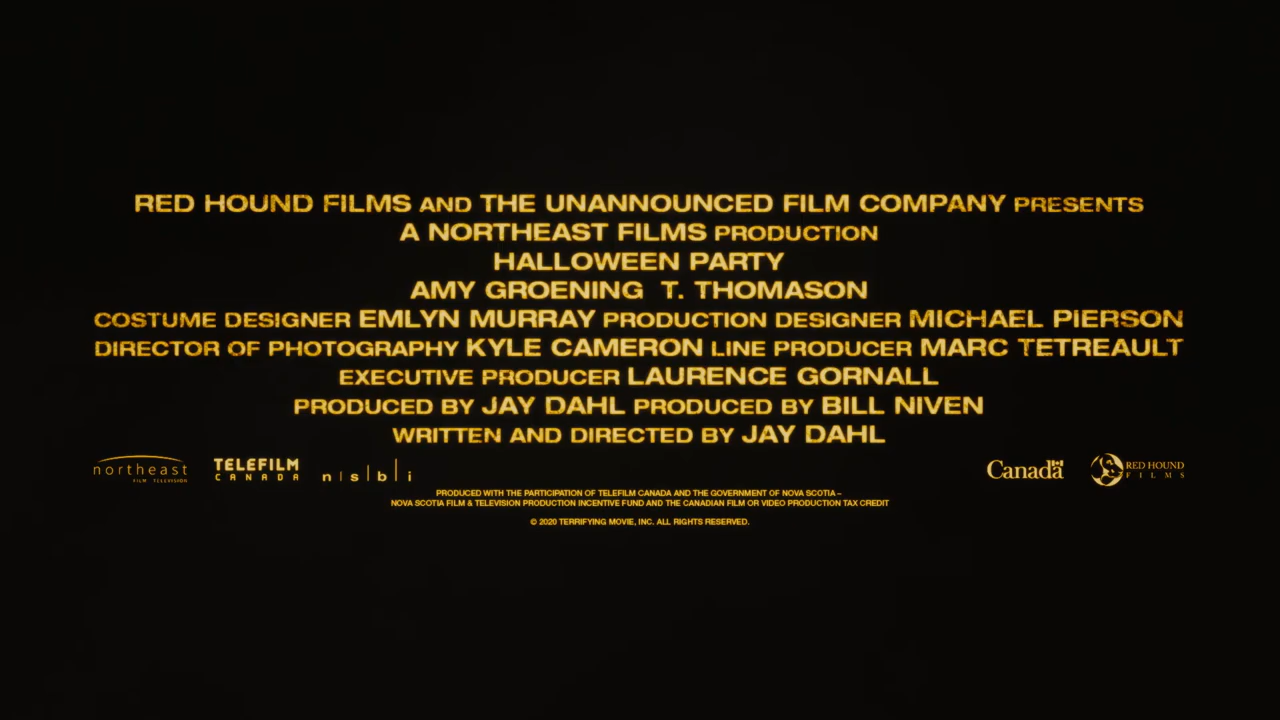 RED HOUND FILMS AND THE UNANNOUNCED FILM COMPANY PRESENTS
A NORTHEAST FILMS PRODUCTION
HALLOWEEN PARTY
AMY GROENING T. THOMASON
COSTUME DESIGNER EMLYN MURRAY PRODUCTION DESIGNER MICHAEL PIERSON
DIRECTOR OF PHOTOGRAPHY KYLE CAMERON LINE PRODUCER MARC TETREAULT
EXECUTIVE PRODUCER LAURENCE GORNALL
PRODUCED BY JAY DAHL PRODUCED BY BILL NIVEN
WRITTEN AND DIRECTED BY JAY DAHL
northeast
FILM TELEVISION
TELEFILM
CANADA
n s b i
Canada
RED HOUND
FILMS
PRODUCED WITH THE PARTICIPATION OF TELEFILM CANADA AND THE GOVERNMENT OF NOVA SCOTIA –
NOVA SCOTIA FILM & TELEVISION PRODUCTION INCENTIVE FUND AND THE CANADIAN FILM OR VIDEO PRODUCTION TAX CREDIT
© 2020 TERRIFYING MOVIE, INC. ALL RIGHTS RESERVED.